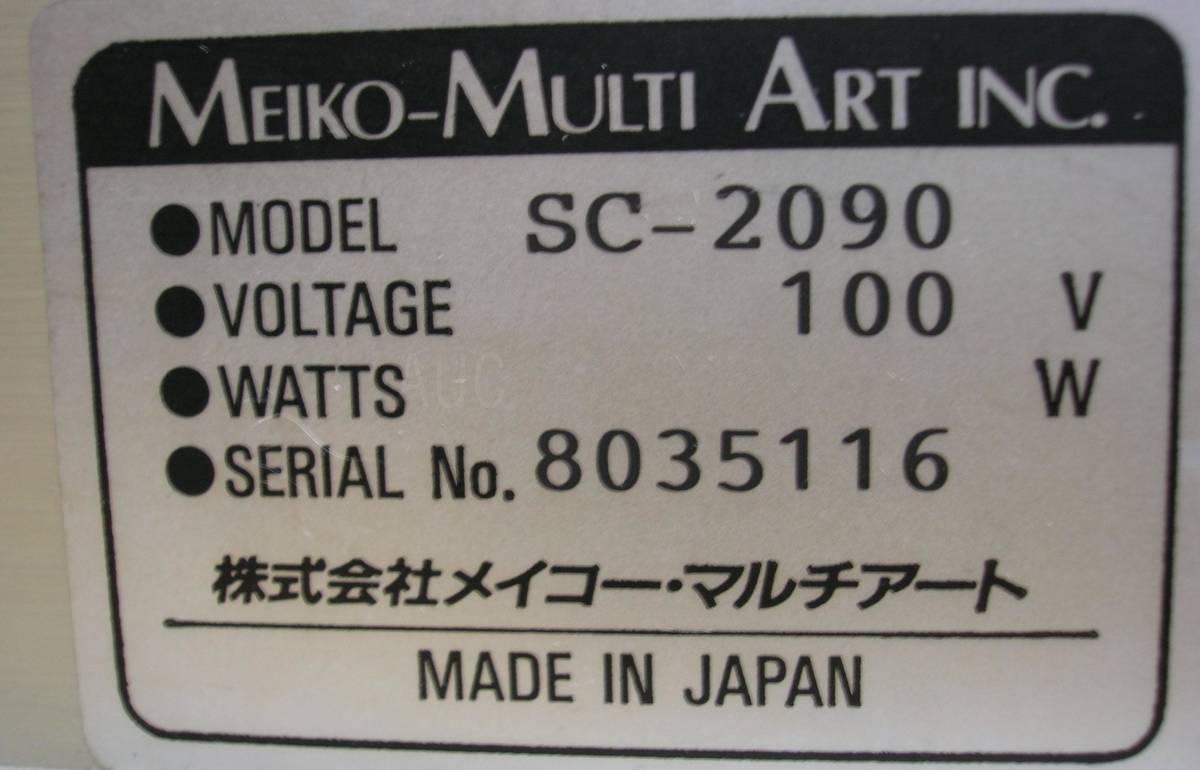 MEIKO-MULTI ART INC.
●MODEL SC-2090
●VOLTAGE 100 V
●WATTS W
●SERIAL No. 8035116
株式会社メイコー・マルチアート
MADE IN JAPAN